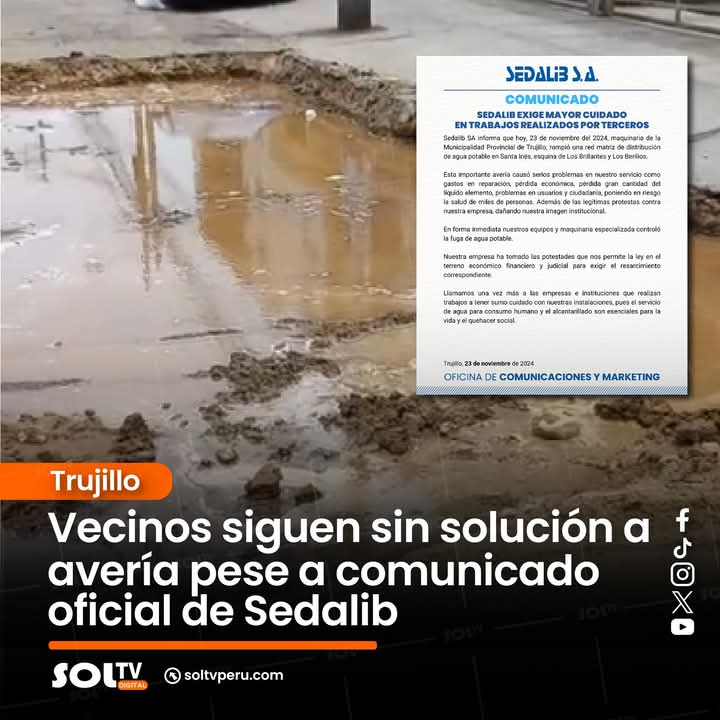 SEDALIB S.A.
COMUNICADO
SEDALIB EXIGE MAYOR CUIDADO
EN TRABAJOS REALIZADOS POR TERCEROS
Sedalib SA informa que hoy, 23 de noviembre del 2024, maquinaria de la
Municipalidad Provincial de Trujillo, rompió una red matriz de distribución
de agua potable en Santa Inés, esquina de Los Brillantes y Los Berilios.
Esta importante avería causó serios problemas en nuestro servicio como
gastos en reparación, pérdida económica, pérdida gran cantidad del
líquido elemento, problemas en usuarios y ciudadanía, poniendo en riesgo
la salud de miles de personas. Además de las legítimas protestas contra
nuestra empresa, dañando nuestra imagen institucional.
En forma inmediata nuestros equipos y maquinaria especializada controló
la fuga de agua potable.
Nuestra empresa ha tomado las potestades que nos permite la ley en el
terreno económico financiero y judicial para exigir el resarcimiento
correspondiente.
Llamamos una vez más a las empresas e instituciones que realizan
trabajos a tener sumo cuidado con nuestras instalaciones, pues el servicio
de agua para consumo humano y el alcantarillado son esenciales para la
vida y el quehacer social.
Trujillo, 23 de noviembre de 2024
OFICINA DE COMUNICACIONES Y MARKETING
Trujillo
Vecinos siguen sin solución a
avería pese a comunicado
oficial de Sedalib
SOLTV
DIGITAL
soltvperu.com